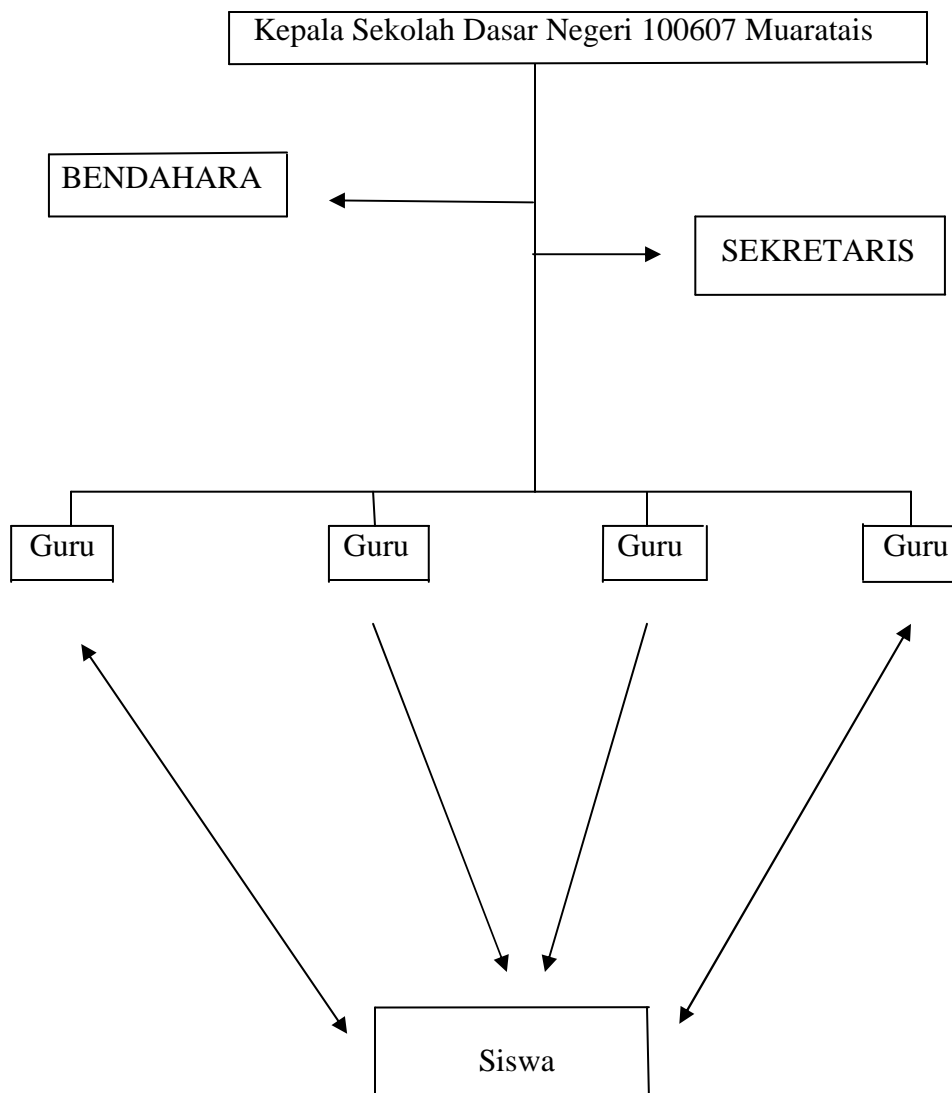 Kepala Sekolah Dasar Negeri 100607 Muaratais
BENDAHARA
SEKRETARIS
Guru
Guru
Guru
Guru
Siswa